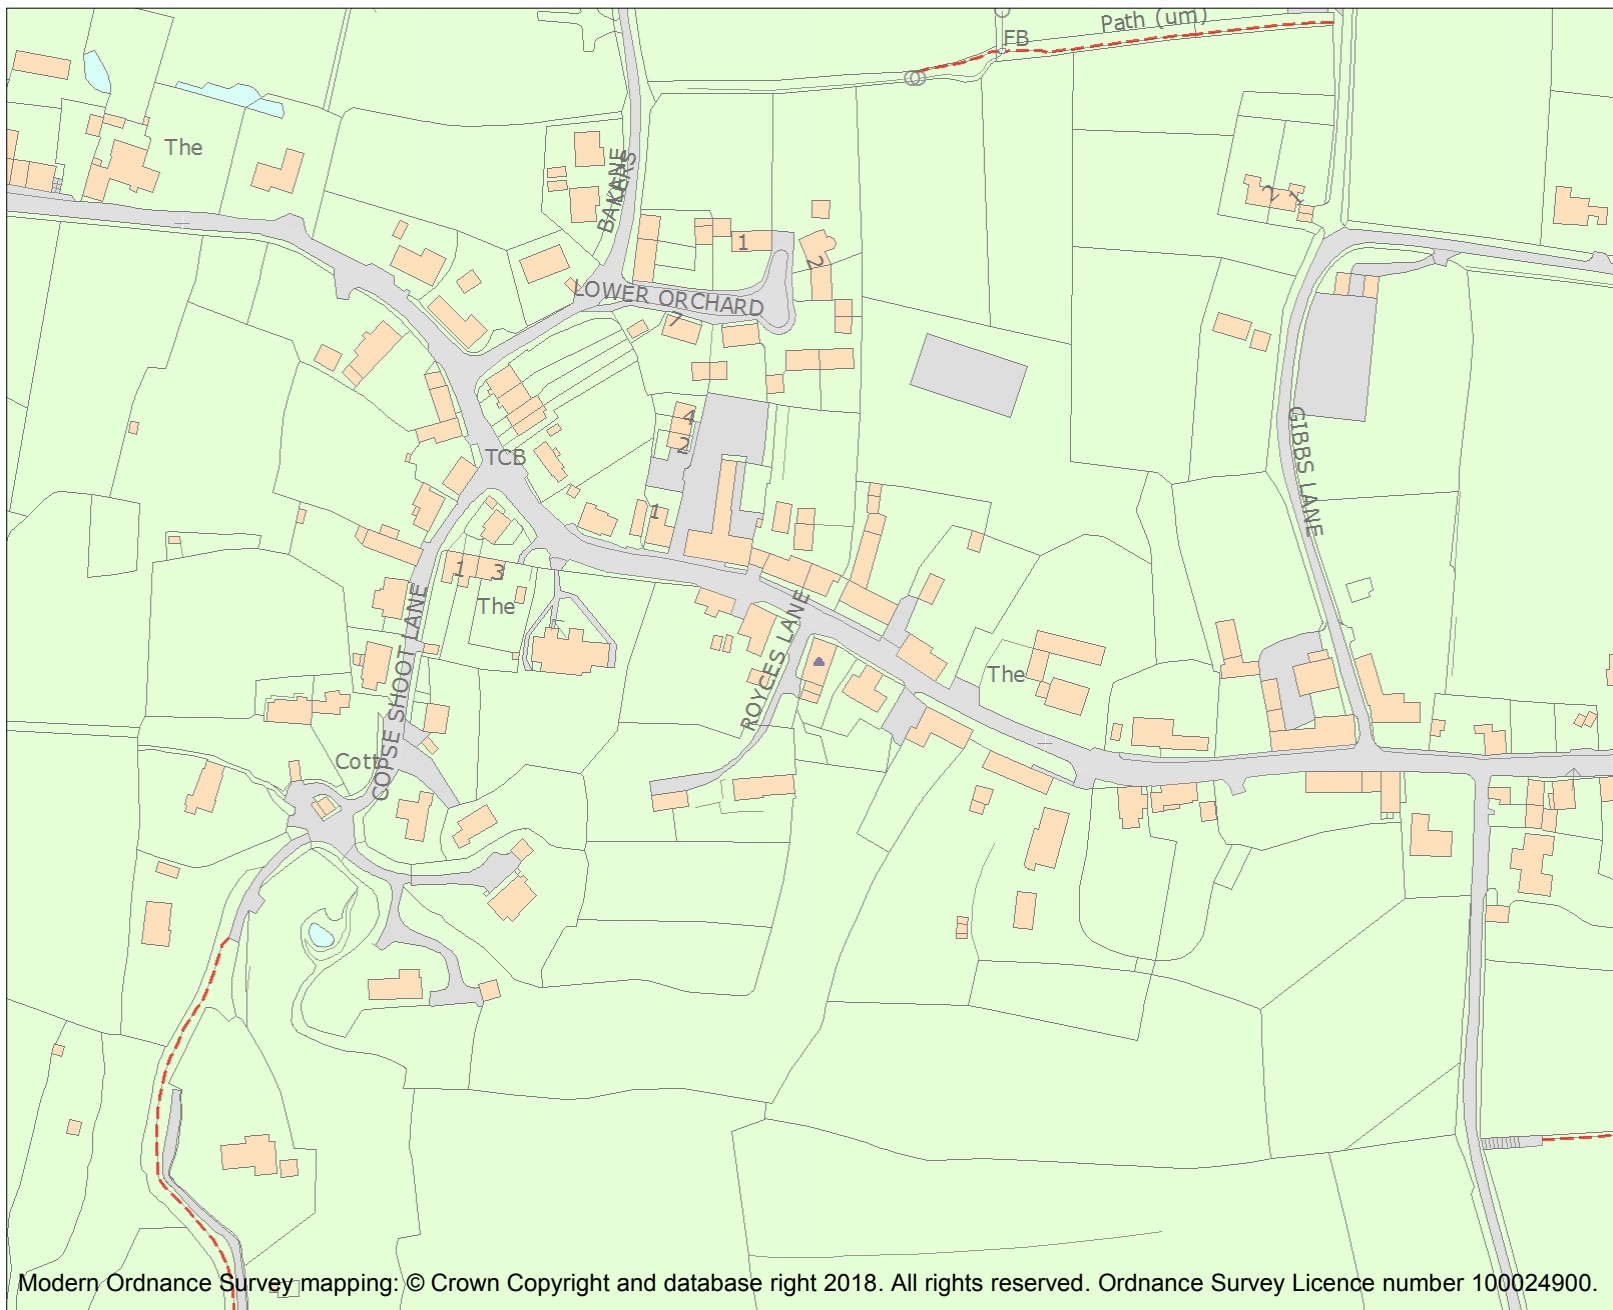 Path (um)
FB
The
BAKERS
LANE
2 1
1
2
LOWER ORCHARD
7
4
2
TCB
GIBBS LANE
1
1 3
The
COPSE SHOOT LANE
ROYCES LANE
The
Cott
Modern Ordnance Survey mapping: © Crown Copyright and database right 2018. All rights reserved. Ordnance Survey Licence number 100024900.